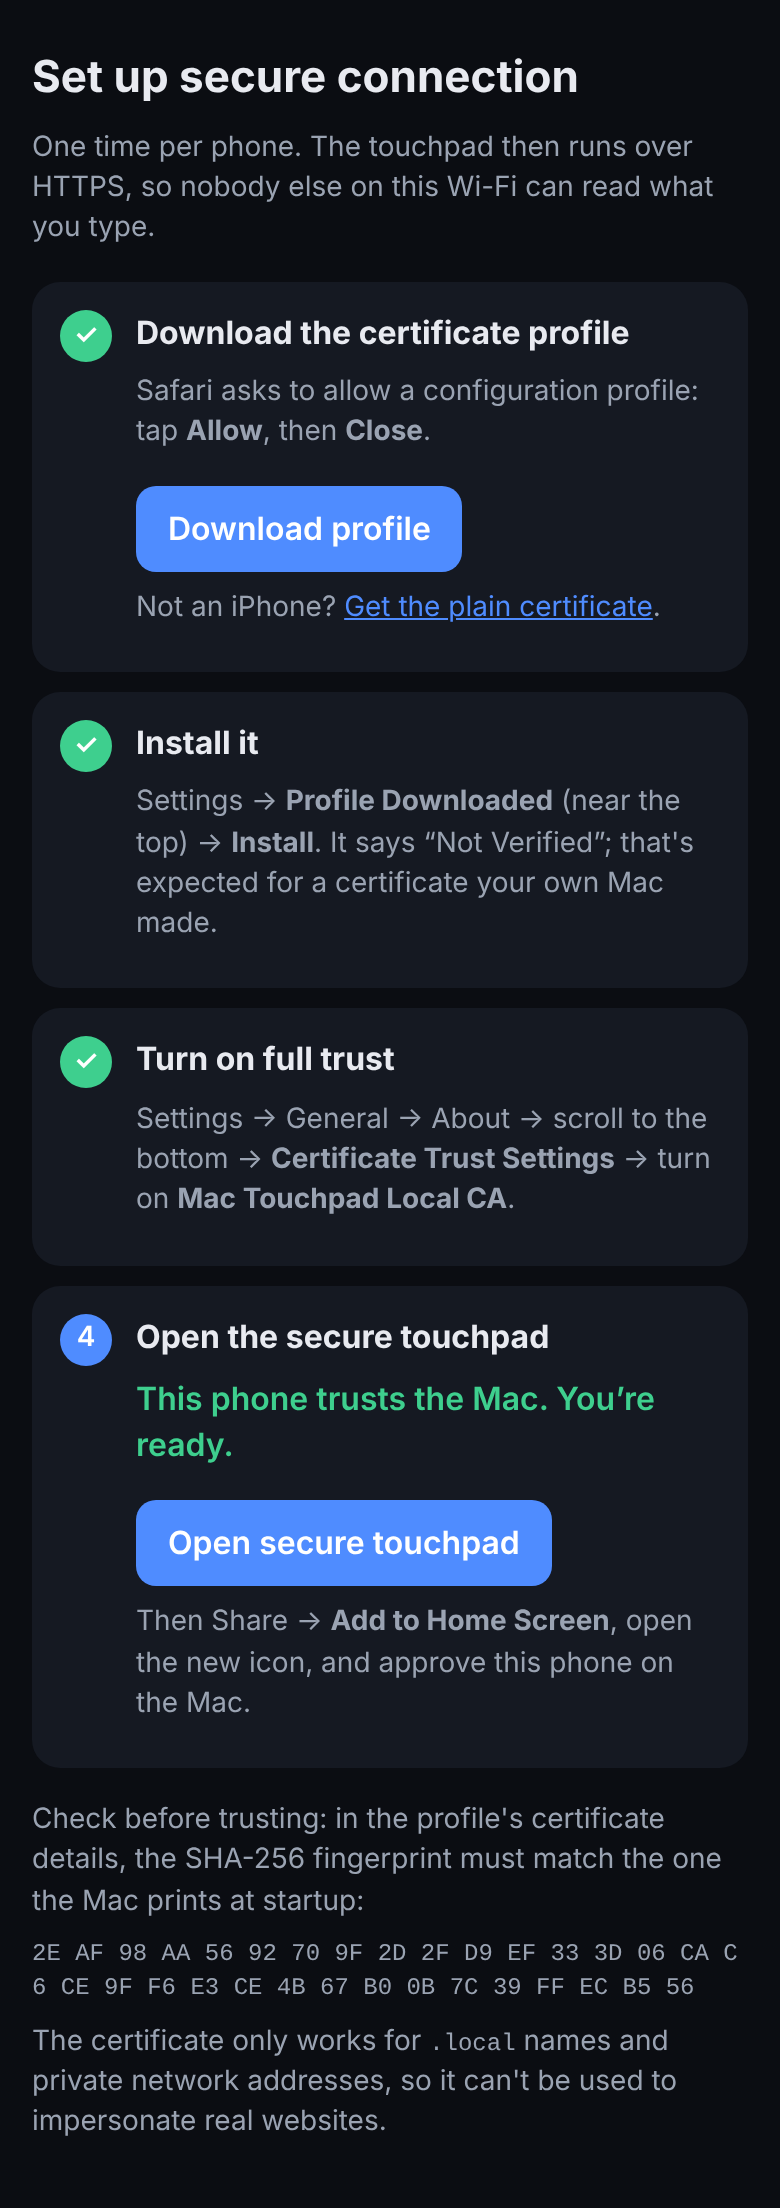 Set up secure connection
One time per phone. The touchpad then runs over
HTTPS, so nobody else on this Wi-Fi can read what
you type.
✓ Download the certificate profile
Safari asks to allow a configuration profile:
tap Allow, then Close.
Download profile
Not an iPhone? Get the plain certificate.
✓ Install it
Settings → Profile Downloaded (near the
top) → Install. It says “Not Verified”; that's
expected for a certificate your own Mac
made.
✓ Turn on full trust
Settings → General → About → scroll to the
bottom → Certificate Trust Settings → turn
on Mac Touchpad Local CA.
4 Open the secure touchpad
This phone trusts the Mac. You’re
ready.
Open secure touchpad
Then Share → Add to Home Screen, open
the new icon, and approve this phone on
the Mac.
Check before trusting: in the profile's certificate
details, the SHA-256 fingerprint must match the one
the Mac prints at startup:
2E AF 98 AA 56 92 70 9F 2D 2F D9 EF 33 3D 06 CA C
6 CE 9F F6 E3 CE 4B 67 B0 0B 7C 39 FF EC B5 56
The certificate only works for .local names and
private network addresses, so it can't be used to
impersonate real websites.